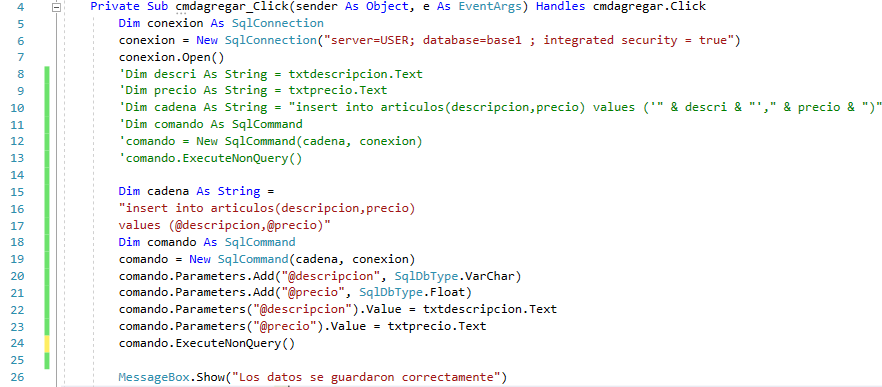 4 Private Sub cmdagregar_Click(sender As Object, e As EventArgs) Handles cmdagregar.Click
5 Dim conexion As SqlConnection
6 conexion = New SqlConnection("server=USER; database=base1 ; integrated security = true")
7 conexion.Open()
8 'Dim descri As String = txtdescripcion.Text
9 'Dim precio As String = txtprecio.Text
10 'Dim cadena As String = "insert into articulos(descripcion,precio) values ('" & descri & "'," & precio & ")"
11 'Dim comando As SqlCommand
12 'comando = New SqlCommand(cadena, conexion)
13 'comando.ExecuteNonQuery()
14
15 Dim cadena As String =
16 "insert into articulos(descripcion,precio)
17 values (@descripcion,@precio)"
18 Dim comando As SqlCommand
19 comando = New SqlCommand(cadena, conexion)
20 comando.Parameters.Add("@descripcion", SqlDbType.VarChar)
21 comando.Parameters.Add("@precio", SqlDbType.Float)
22 comando.Parameters("@descripcion").Value = txtdescripcion.Text
23 comando.Parameters("@precio").Value = txtprecio.Text
24 comando.ExecuteNonQuery()
25
26 MessageBox.Show("Los datos se guardaron correctamente")